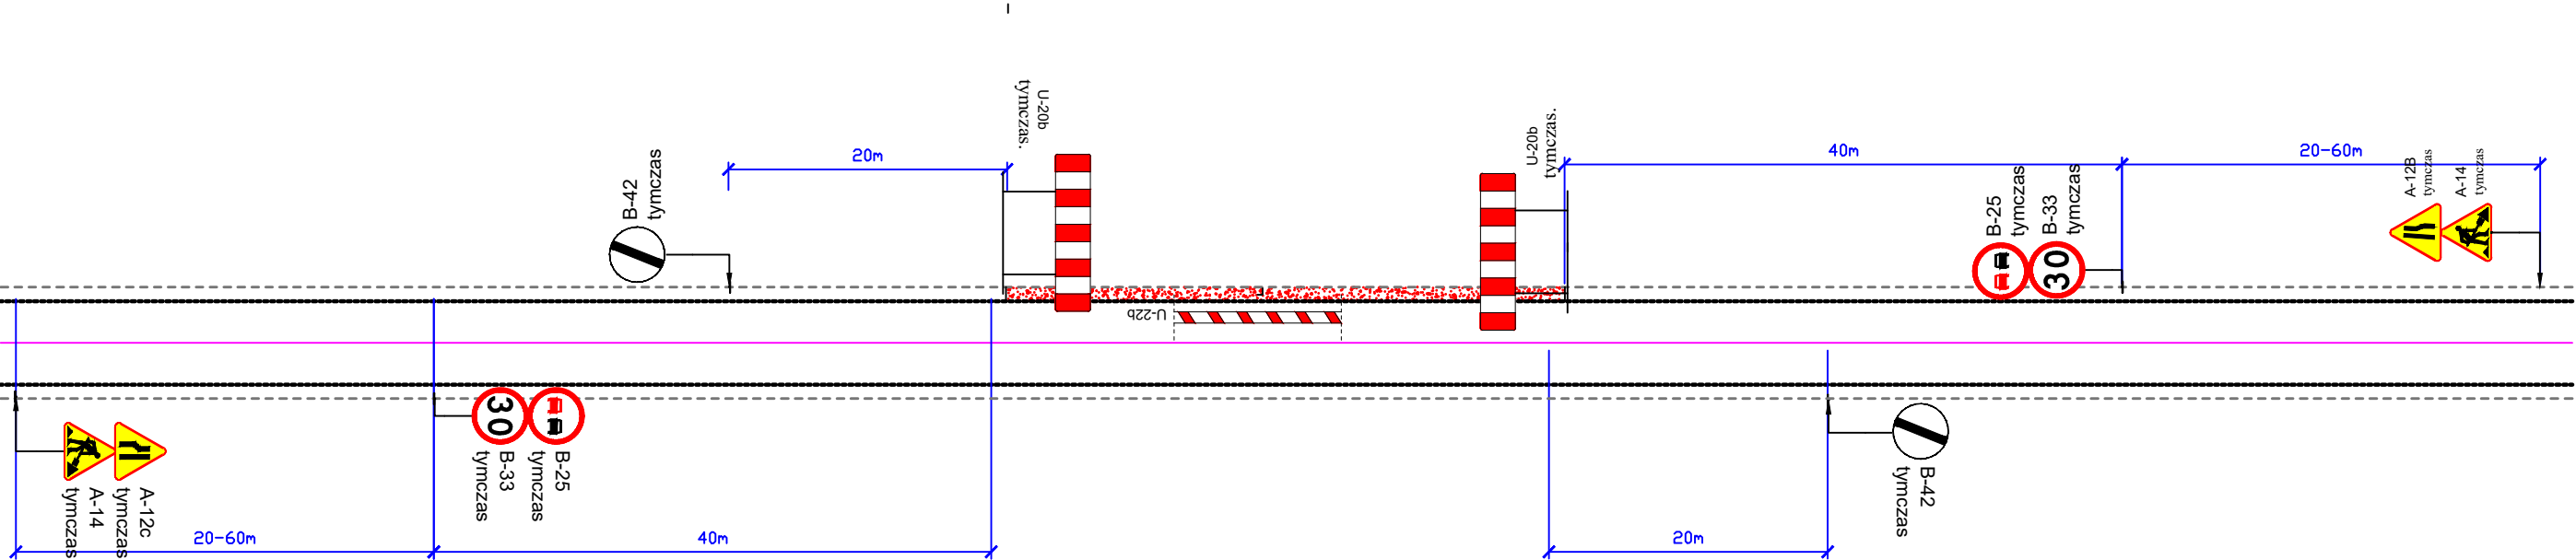 U-20b
tymczas.
20m
B-42
tymczas
U-20b
tymczas.
40m
20-60m
A-12B
tymczas
A-14
tymczas
B-25
tymczas
B-33
tymczas
30
U-22b
30
B-25
tymczas
B-33
tymczas
A-12c
tymczas
A-14
tymczas
20-60m
40m
B-42
tymczas
20m